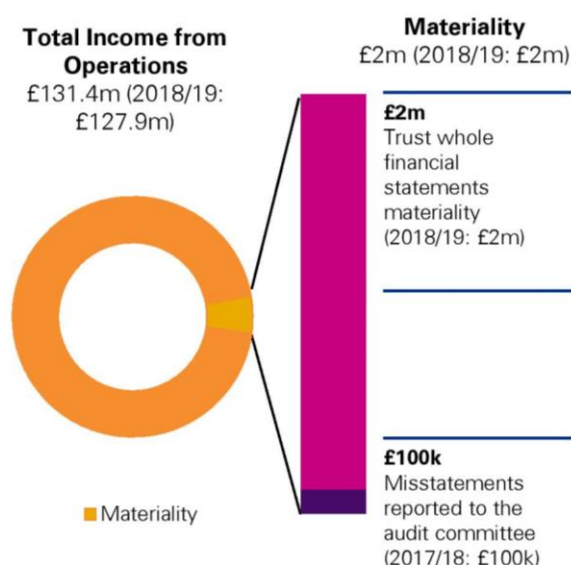 Total Income from
Operations
£131.4m (2018/19:
£127.9m)
Materiality
Materiality
£2m (2018/19: £2m)
£2m
Trust whole
financial
statements
materiality
(2018/19: £2m)
£100k
Misstatements
reported to the
audit committee
(2017/18: £100k)